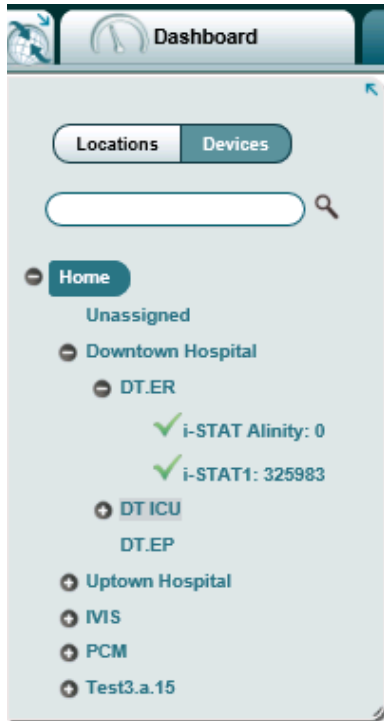 Dashboard
Locations Devices
Home
Unassigned
Downtown Hospital
DT.ER
i-STAT Alinity: 0
i-STAT1: 325983
DT ICU
DT.EP
Uptown Hospital
IVIS
PCM
Test3.a.15